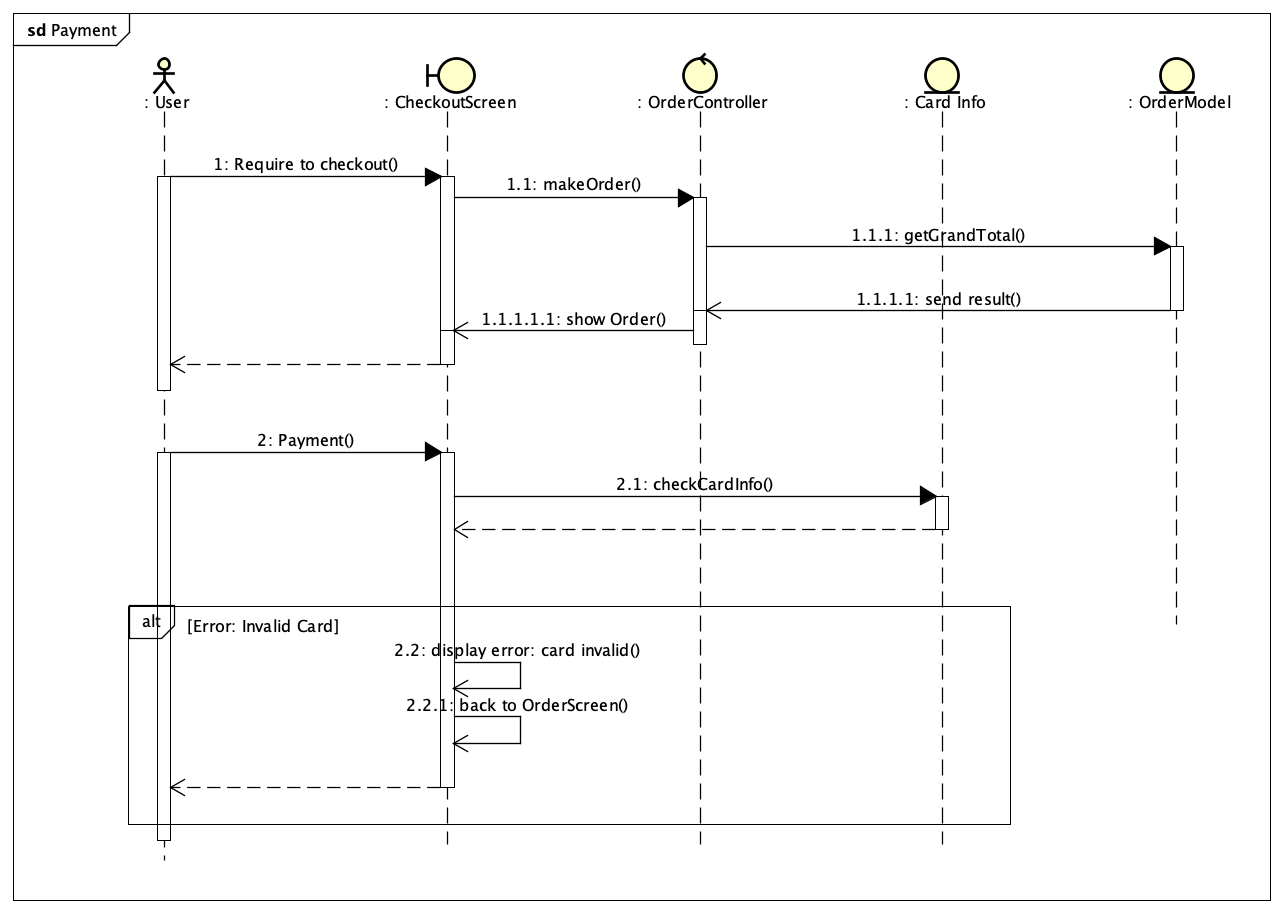 sd Payment
: User
: CheckoutScreen
: OrderController
: Card Info
: OrderModel
1: Require to checkout()
1.1: makeOrder()
1.1.1: getGrandTotal()
1.1.1.1: send result()
1.1.1.1.1: show Order()
2: Payment()
2.1: checkCardInfo()
alt
[Error: Invalid Card]
2.2: display error: card invalid()
2.2.1: back to OrderScreen()